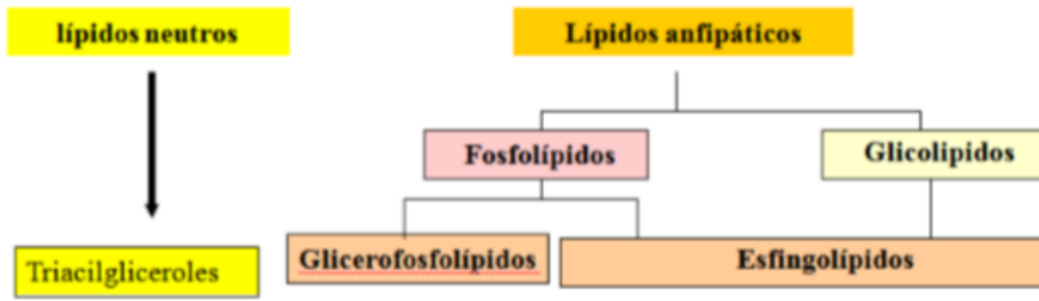 lípidos neutros
Lípidos anfipáticos
Fosfolípidos
Glicolipidos
Triacilgliceroles
Glicerofosfolípidos
Esfingolípidos